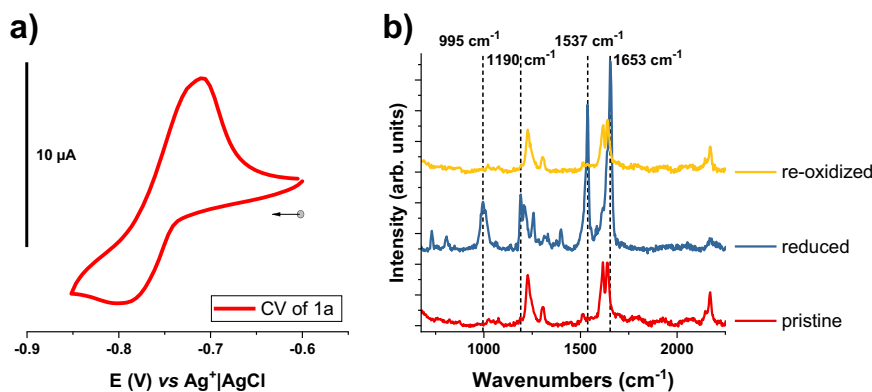 a)
10 µA
CV of 1a
-0.9 -0.8 -0.7 -0.6
E (V) vs Ag⁺|AgCl
b)
995 cm⁻¹ 1537 cm⁻¹
1190 cm⁻¹ 1653 cm⁻¹
Intensity (arb. units)
re-oxidized
reduced
pristine
1000 1500 2000
Wavenumbers (cm⁻¹)